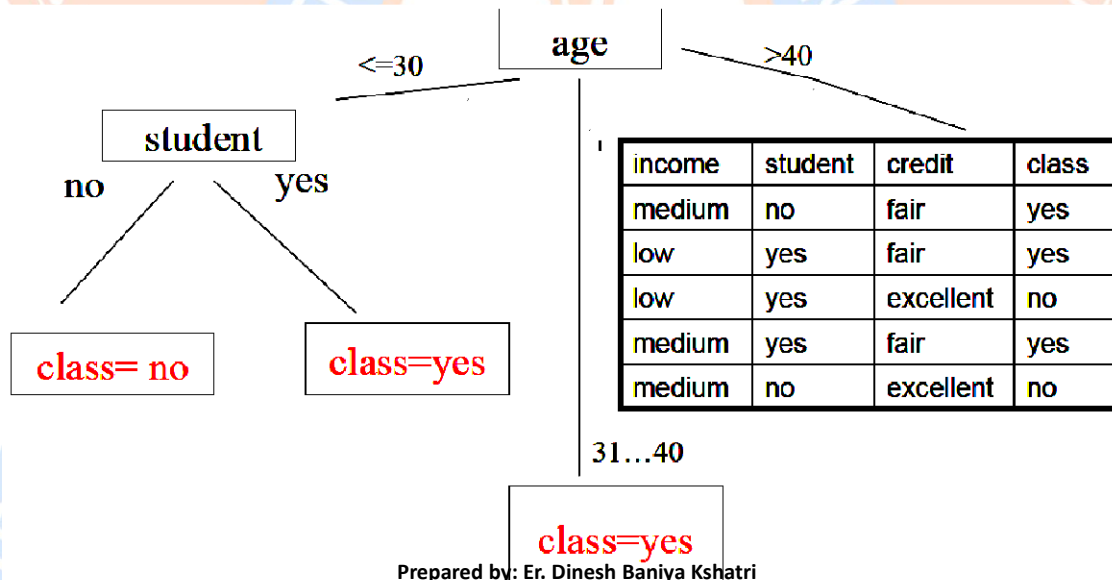 age
<=30
>40
student
no
yes
income student credit class
medium no fair yes
low yes fair yes
low yes excellent no
medium yes fair yes
medium no excellent no
class= no
class=yes
31...40
class=yes
Prepared by: Er. Dinesh Baniya Kshatri